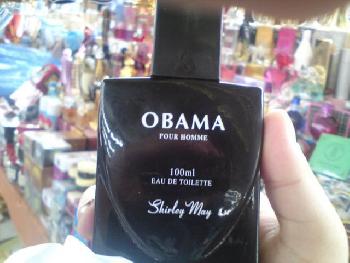 OBAMA
POUR HOMME
100ml
EAU DE TOILETTE
Shirley May